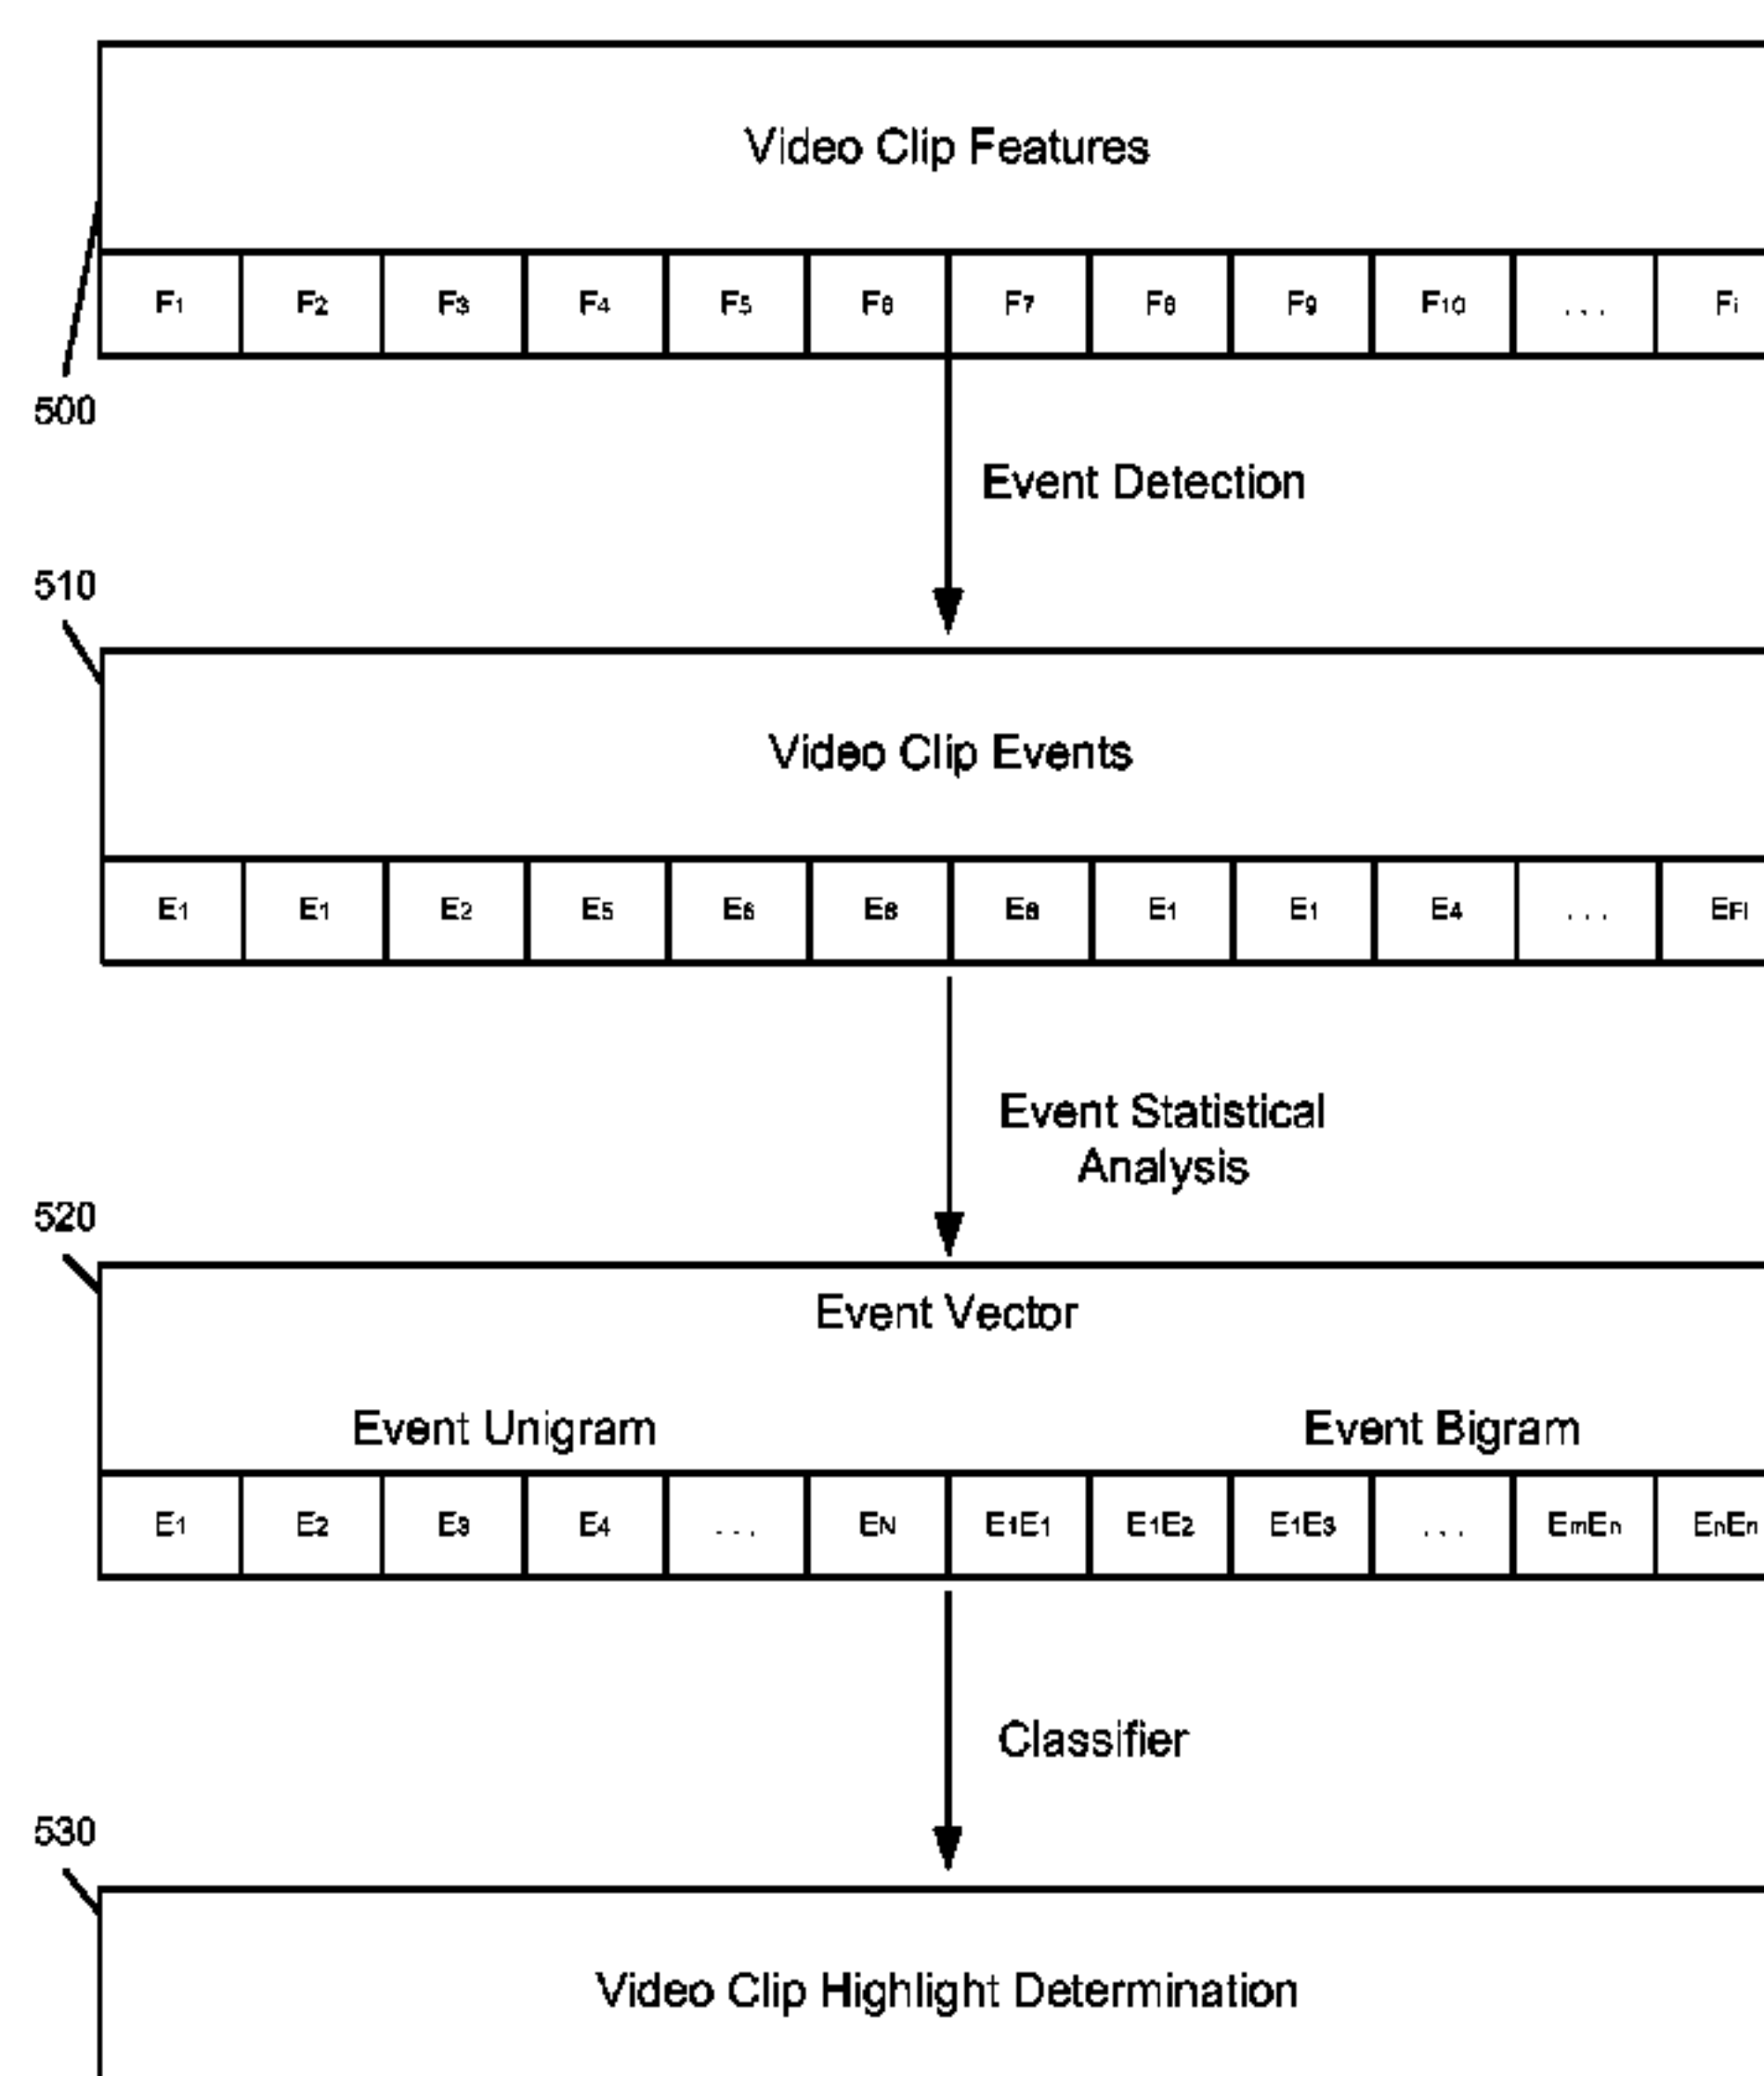 Video Clip Features
F1 F2 F3 F4 F5 F6 F7 F8 F9 F10 ... Fi
500
Event Detection
510
Video Clip Events
E1 E1 E2 E5 E6 E8 E8 E1 E1 E4 ... EFi
Event Statistical
Analysis
520
Event Vector
Event Unigram Event Bigram
E1 E2 E3 E4 ... EN E1E1 E1E2 E1E3 ... EmEn EnEn
Classifier
530
Video Clip Highlight Determination